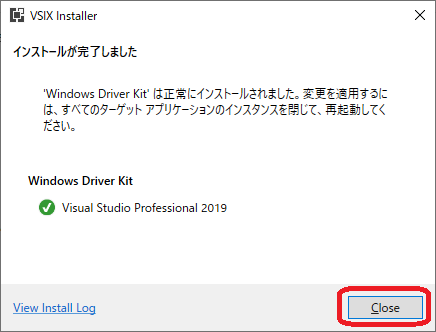 VSIX Installer
インストールが完了しました
'Windows Driver Kit' は正常にインストールされました。変更を適用するに
は、すべてのターゲット アプリケーションのインスタンスを閉じて、再起動してく
ださい。
Windows Driver Kit
Visual Studio Professional 2019
View Install Log
Close